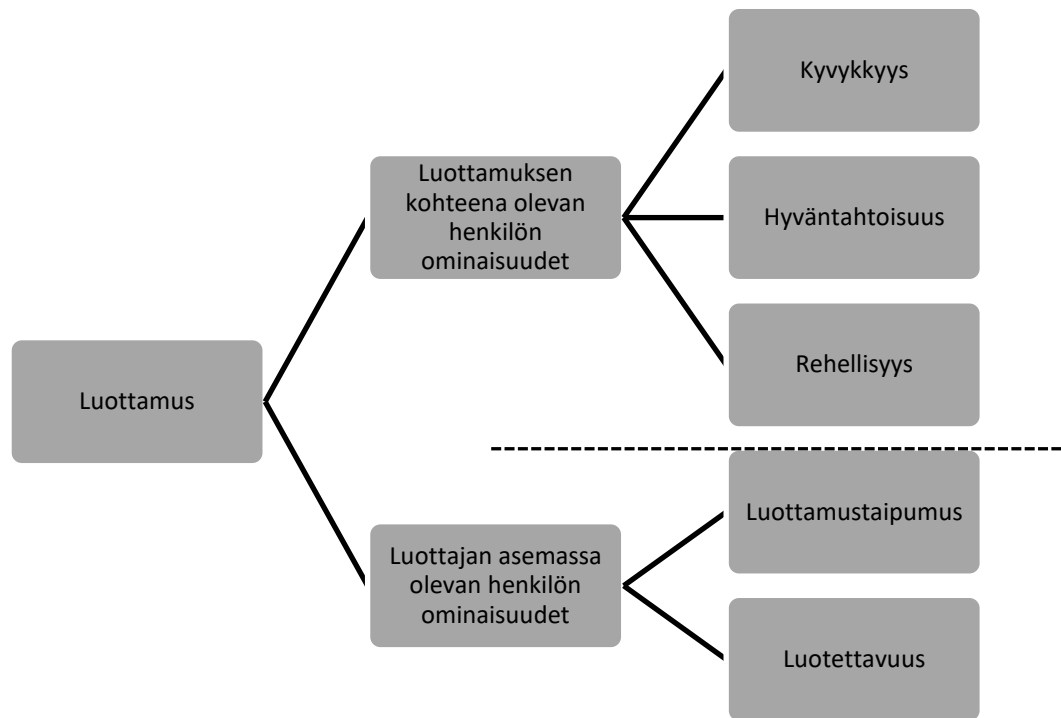 Luottamus
Luottamuksen
kohteena olevan
henkilön
ominaisuudet
Kyvykkyys
Hyväntahtoisuus
Rehellisyys
Luottajan asemassa
olevan henkilön
ominaisuudet
Luottamustaipumus
Luotettavuus